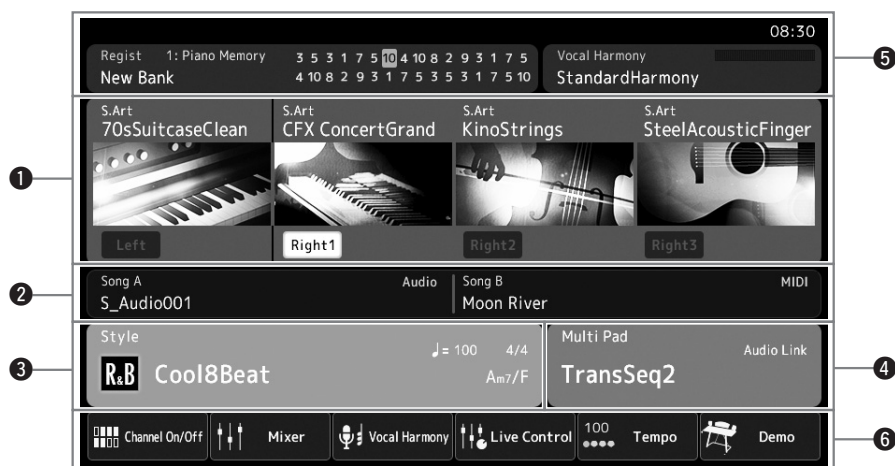 08:30
Regist 1: Piano Memory
3 5 3 1 7 5 10 4 10 8 2 9 3 1 7 5
New Bank
4 10 8 2 9 3 1 7 5 3 5 3 1 7 5 10
Vocal Harmony
StandardHarmony
5
S.Art
70sSuitcaseClean
Left
S.Art
CFX ConcertGrand
Right1
S.Art
KinoStrings
Right2
S.Art
SteelAcousticFinger
Right3
1
Song A Audio
S_Audio001
Song B MIDI
Moon River
2
Style
♩= 100 4/4
R&B Cool8Beat
Am7/F
3
Multi Pad
Audio Link
TransSeq2
4
Channel On/Off
Mixer
Vocal Harmony
Live Control
100
Tempo
Demo
6